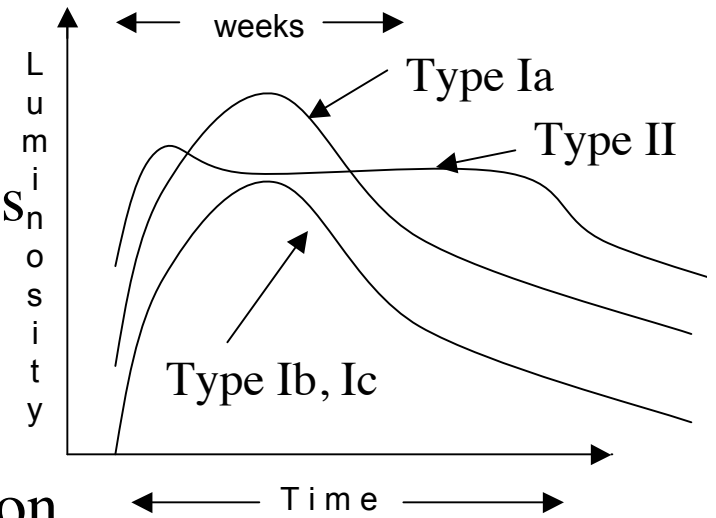 weeks
Luminosity
Type Ia
Type II
s
Type Ib, Ic
Time
on